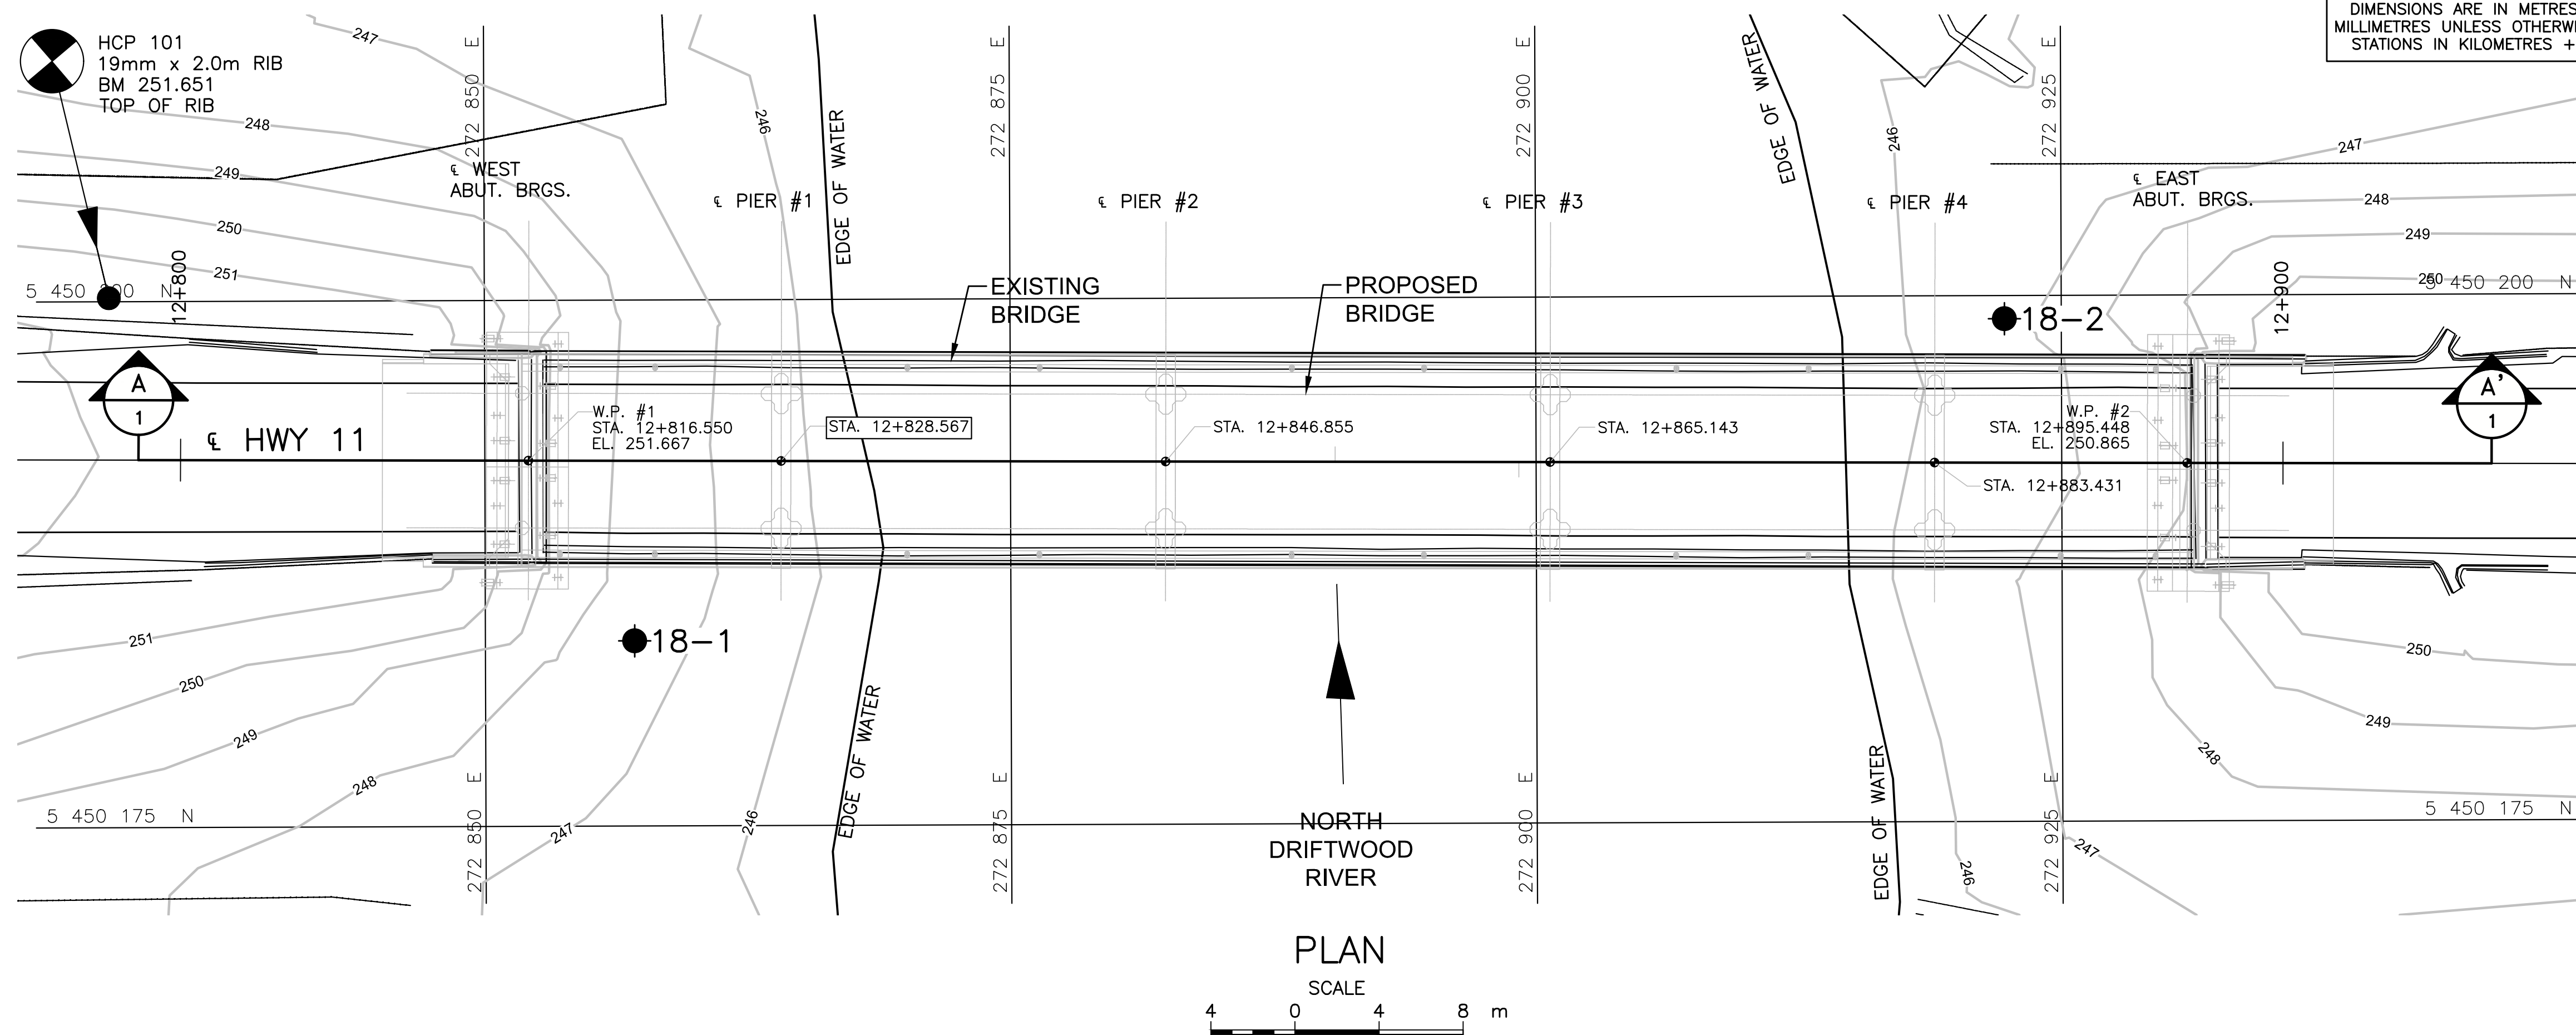 DIMENSIONS ARE IN METRES
MILLIMETRES UNLESS OTHERWI
STATIONS IN KILOMETRES +
HCP 101
19mm x 2.0m RIB
BM 251.651
TOP OF RIB
247
248
249
250
251
272 850 E
246
EDGE OF WATER
272 875 E
272 900 E
EDGE OF WATER
246
272 925 E
247
248
249
250
℄ WEST
ABUT. BRGS.
℄ PIER #1
℄ PIER #2
℄ PIER #3
℄ PIER #4
℄ EAST
ABUT. BRGS.
12+800
12+900
5 450 200 N
5 450 200 N
EXISTING
BRIDGE
PROPOSED
BRIDGE
18-2
A
1
A'
1
℄ HWY 11
W.P. #1
STA. 12+816.550
EL. 251.667
STA. 12+828.567
STA. 12+846.855
STA. 12+865.143
W.P. #2
STA. 12+895.448
EL. 250.865
STA. 12+883.431
18-1
251
250
249
248
247
246
EDGE OF WATER
EDGE OF WATER
246
247
248
249
250
5 450 175 N
5 450 175 N
272 850 E
272 875 E
272 900 E
272 925 E
NORTH
DRIFTWOOD
RIVER
PLAN
SCALE
4 0 4 8 m